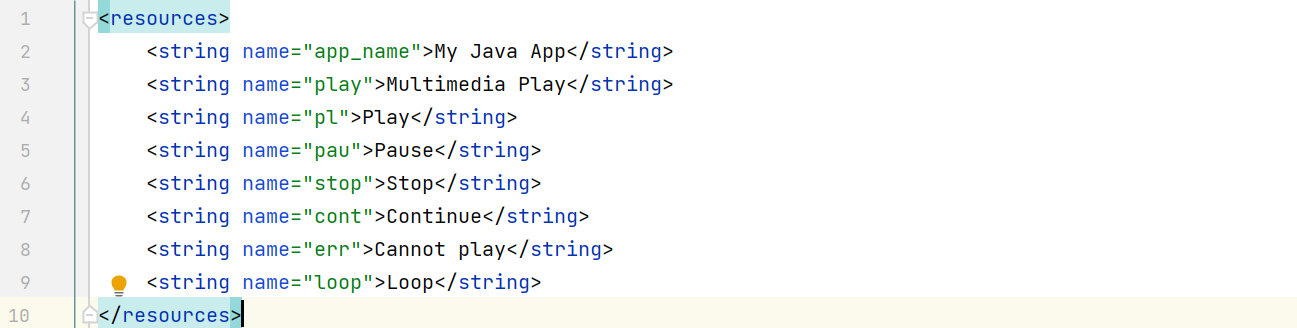 1 <resources>
2 <string name="app_name">My Java App</string>
3 <string name="play">Multimedia Play</string>
4 <string name="pl">Play</string>
5 <string name="pau">Pause</string>
6 <string name="stop">Stop</string>
7 <string name="cont">Continue</string>
8 <string name="err">Cannot play</string>
9 <string name="loop">Loop</string>
10 </resources>